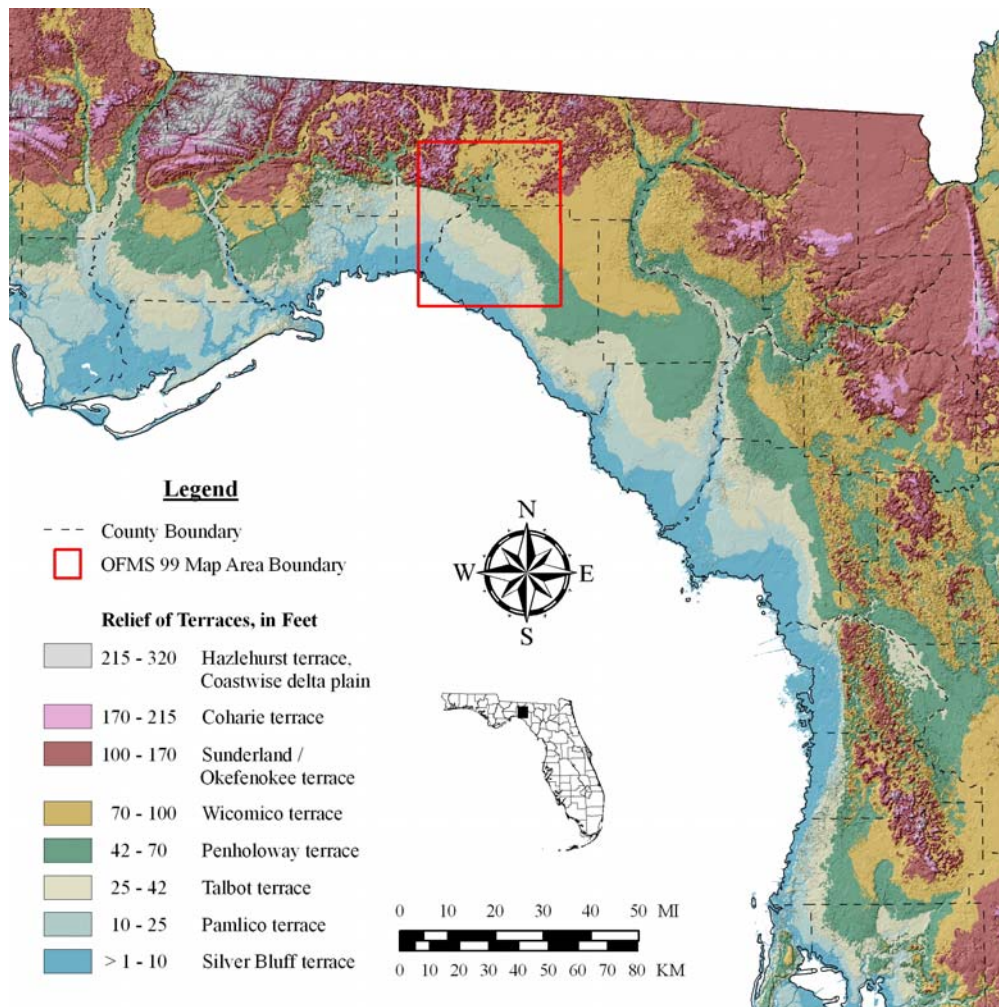 Legend
County Boundary
OFMS 99 Map Area Boundary
Relief of Terraces, in Feet
215 - 320 Hazlehurst terrace,
Coastwise delta plain
170 - 215 Coharie terrace
100 - 170 Sunderland /
Okefenokee terrace
70 - 100 Wicomico terrace
42 - 70 Penholoway terrace
25 - 42 Talbot terrace
10 - 25 Pamlico terrace
> 1 - 10 Silver Bluff terrace
N
W E
S
0 10 20 30 40 50 MI
0 10 20 30 40 50 60 70 80 KM